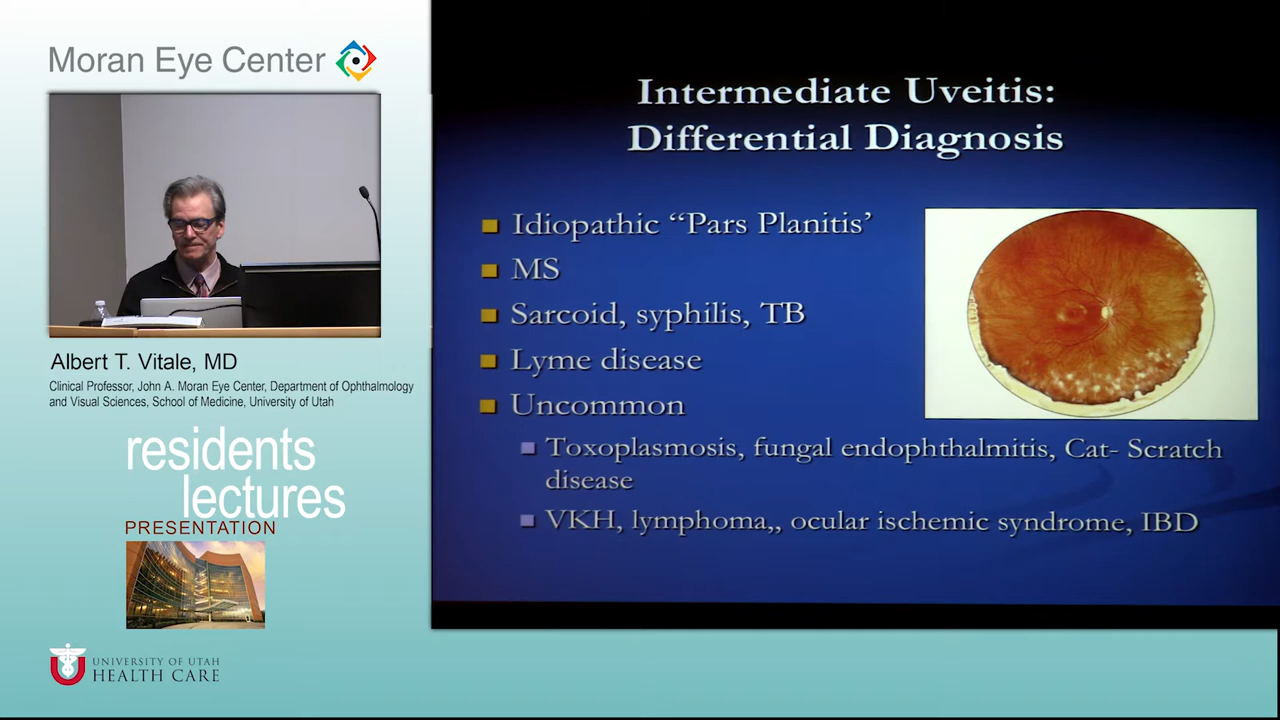 Moran Eye Center
Albert T. Vitale, MD
Clinical Professor, John A. Moran Eye Center, Department of Ophthalmology
and Visual Sciences, School of Medicine, University of Utah
residents
lectures
PRESENTATION
UNIVERSITY OF UTAH
HEALTH CARE
Intermediate Uveitis:
Differential Diagnosis
Idiopathic “Pars Planitis’
MS
Sarcoid, syphilis, TB
Lyme disease
Uncommon
Toxoplasmosis, fungal endophthalmitis, Cat- Scratch
disease
VKH, lymphoma,, ocular ischemic syndrome, IBD